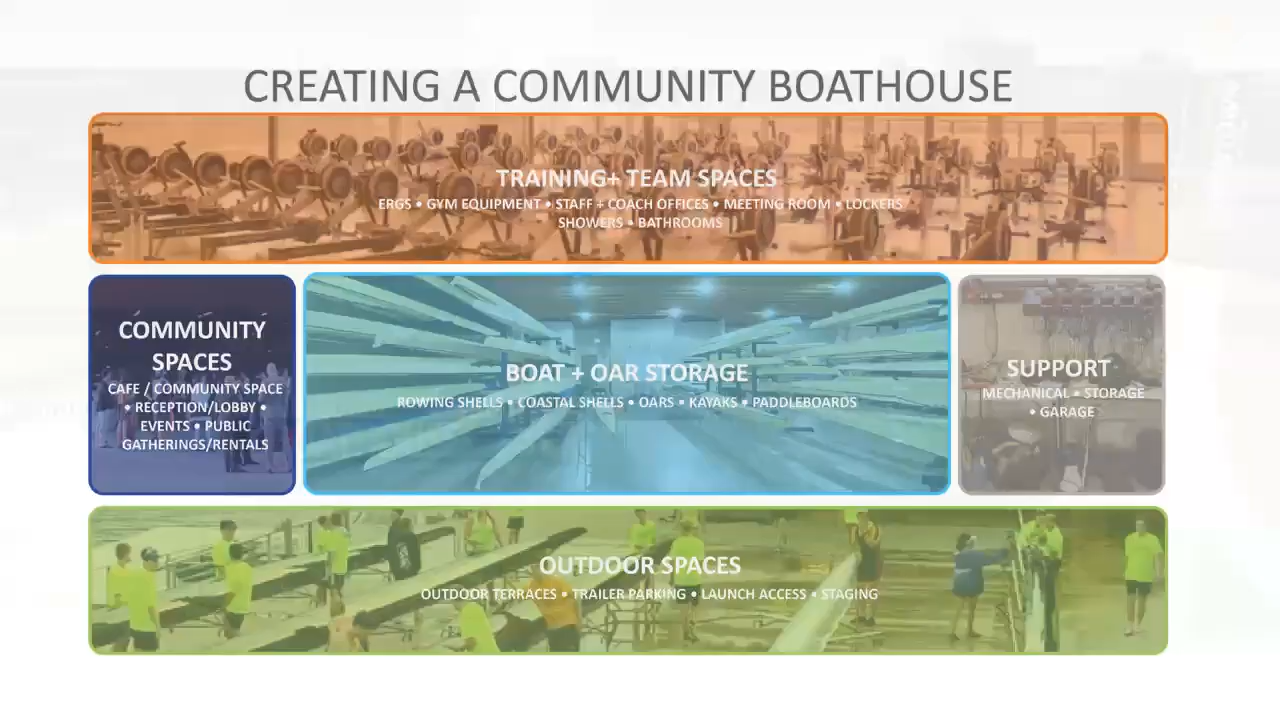 CREATING A COMMUNITY BOATHOUSE
TRAINING+ TEAM SPACES
ERGS • GYM EQUIPMENT • STAFF + COACH OFFICES • MEETING ROOM • LOCKERS
SHOWERS • BATHROOMS
COMMUNITY
SPACES
CAFE / COMMUNITY SPACE
• RECEPTION/LOBBY •
EVENTS • PUBLIC
GATHERINGS/RENTALS
BOAT + OAR STORAGE
ROWING SHELLS • COASTAL SHELLS • OARS • KAYAKS • PADDLEBOARDS
SUPPORT
MECHANICAL • STORAGE
• GARAGE
OUTDOOR SPACES
OUTDOOR TERRACES • TRAILER PARKING • LAUNCH ACCESS • STAGING